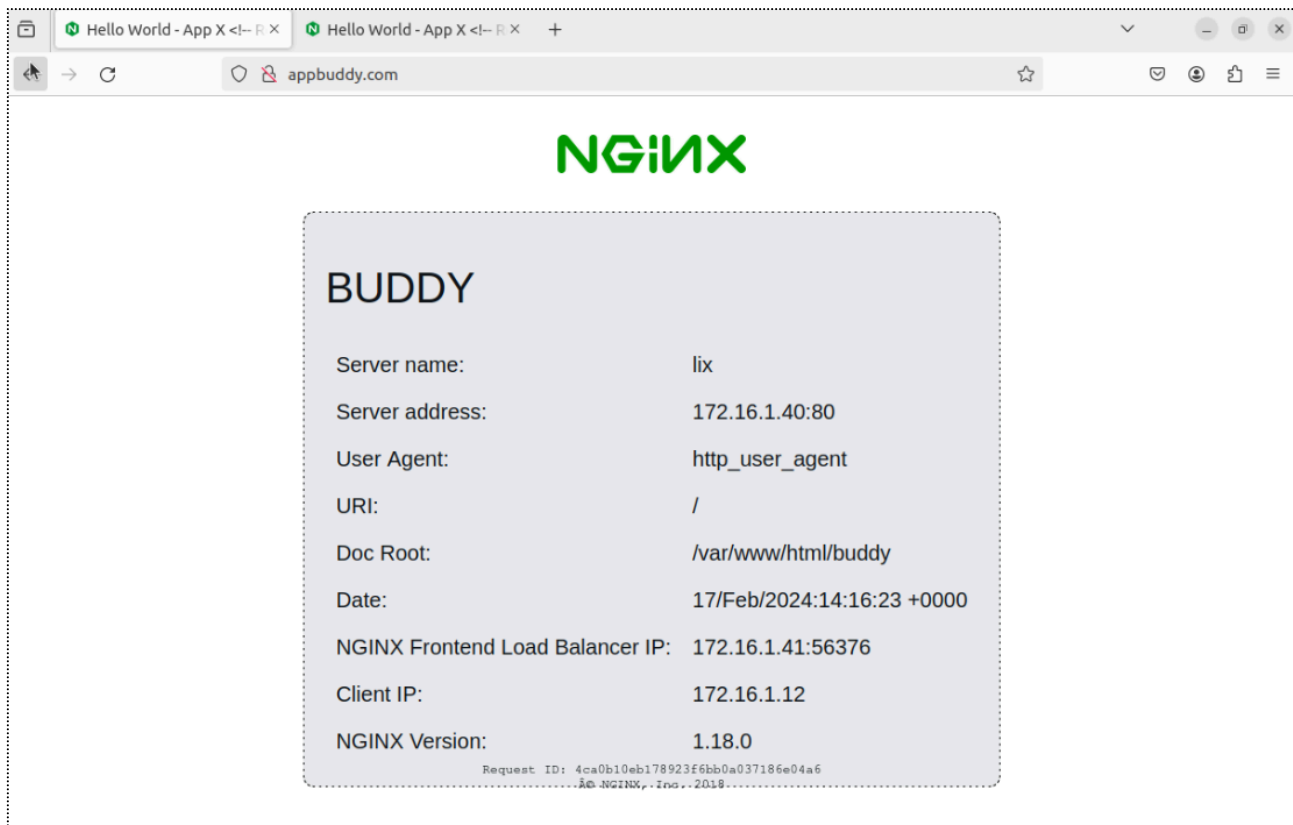 Hello World - App X <!-- R
Hello World - App X <!-- R
appbuddy.com
NGINX
BUDDY
Server name: lix
Server address: 172.16.1.40:80
User Agent: http_user_agent
URI: /
Doc Root: /var/www/html/buddy
Date: 17/Feb/2024:14:16:23 +0000
NGINX Frontend Load Balancer IP: 172.16.1.41:56376
Client IP: 172.16.1.12
NGINX Version: 1.18.0
Request ID: 4ca0b10eb178923f6bb0a037186e04a6
Â© NGINX, Inc. 2018